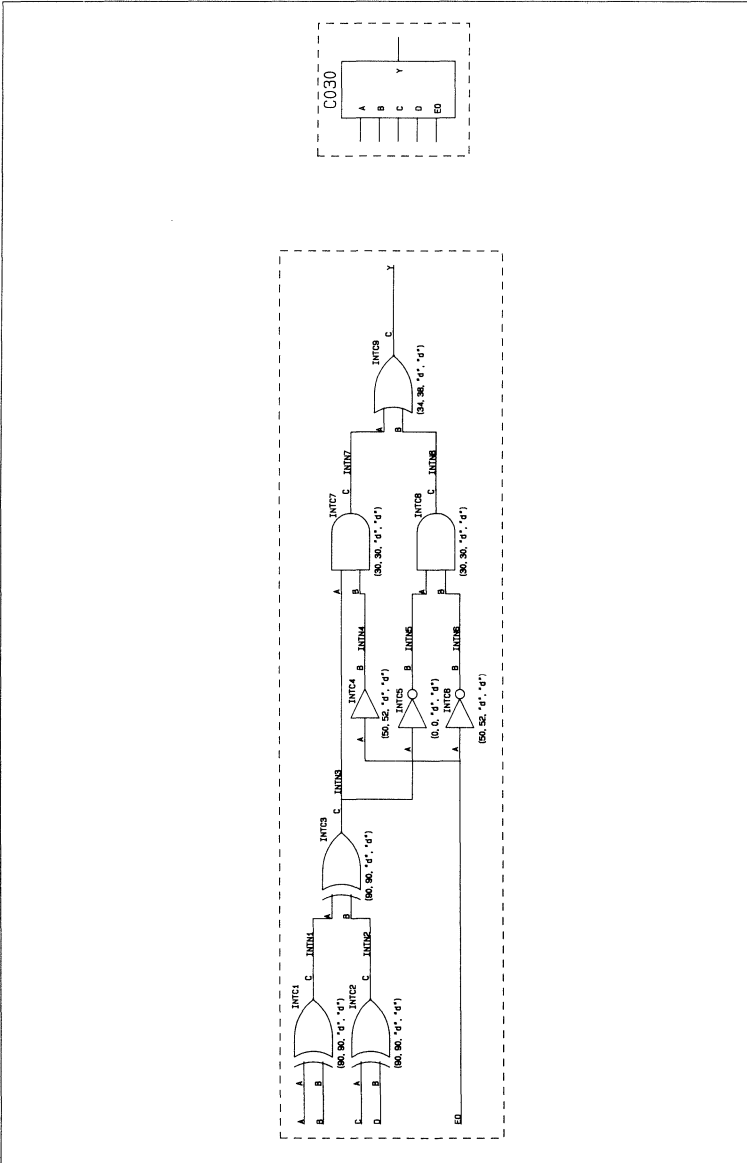 A
B
A
B
INTC1
(90, 90, "d", "d")
C
INTN1
C
D
A
B
INTC2
(90, 90, "d", "d")
C
INTN2
A
B
INTC3
(90, 90, "d", "d")
C
INTN3
EO
A
INTC4
(50, 52, "d", "d")
B
INTN4
A
INTC5
(0, 0, "d", "d")
B
INTN5
A
INTC6
(50, 52, "d", "d")
B
INTN6
A
B
INTC7
(30, 30, "d", "d")
C
INTN7
A
B
INTC8
(30, 30, "d", "d")
C
INTN8
A
B
INTC9
(34, 38, "d", "d")
C
Y
C030
A
B
C
D
EO
Y